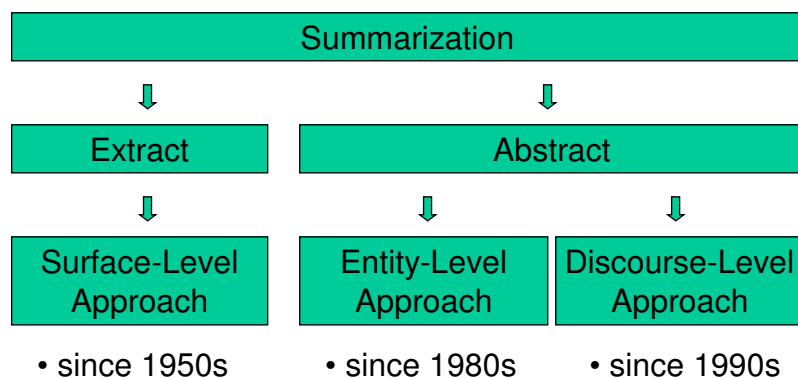 Summarization
Extract
Abstract
Surface-Level
Approach
Entity-Level
Approach
Discourse-Level
Approach
• since 1950s
• since 1980s
• since 1990s